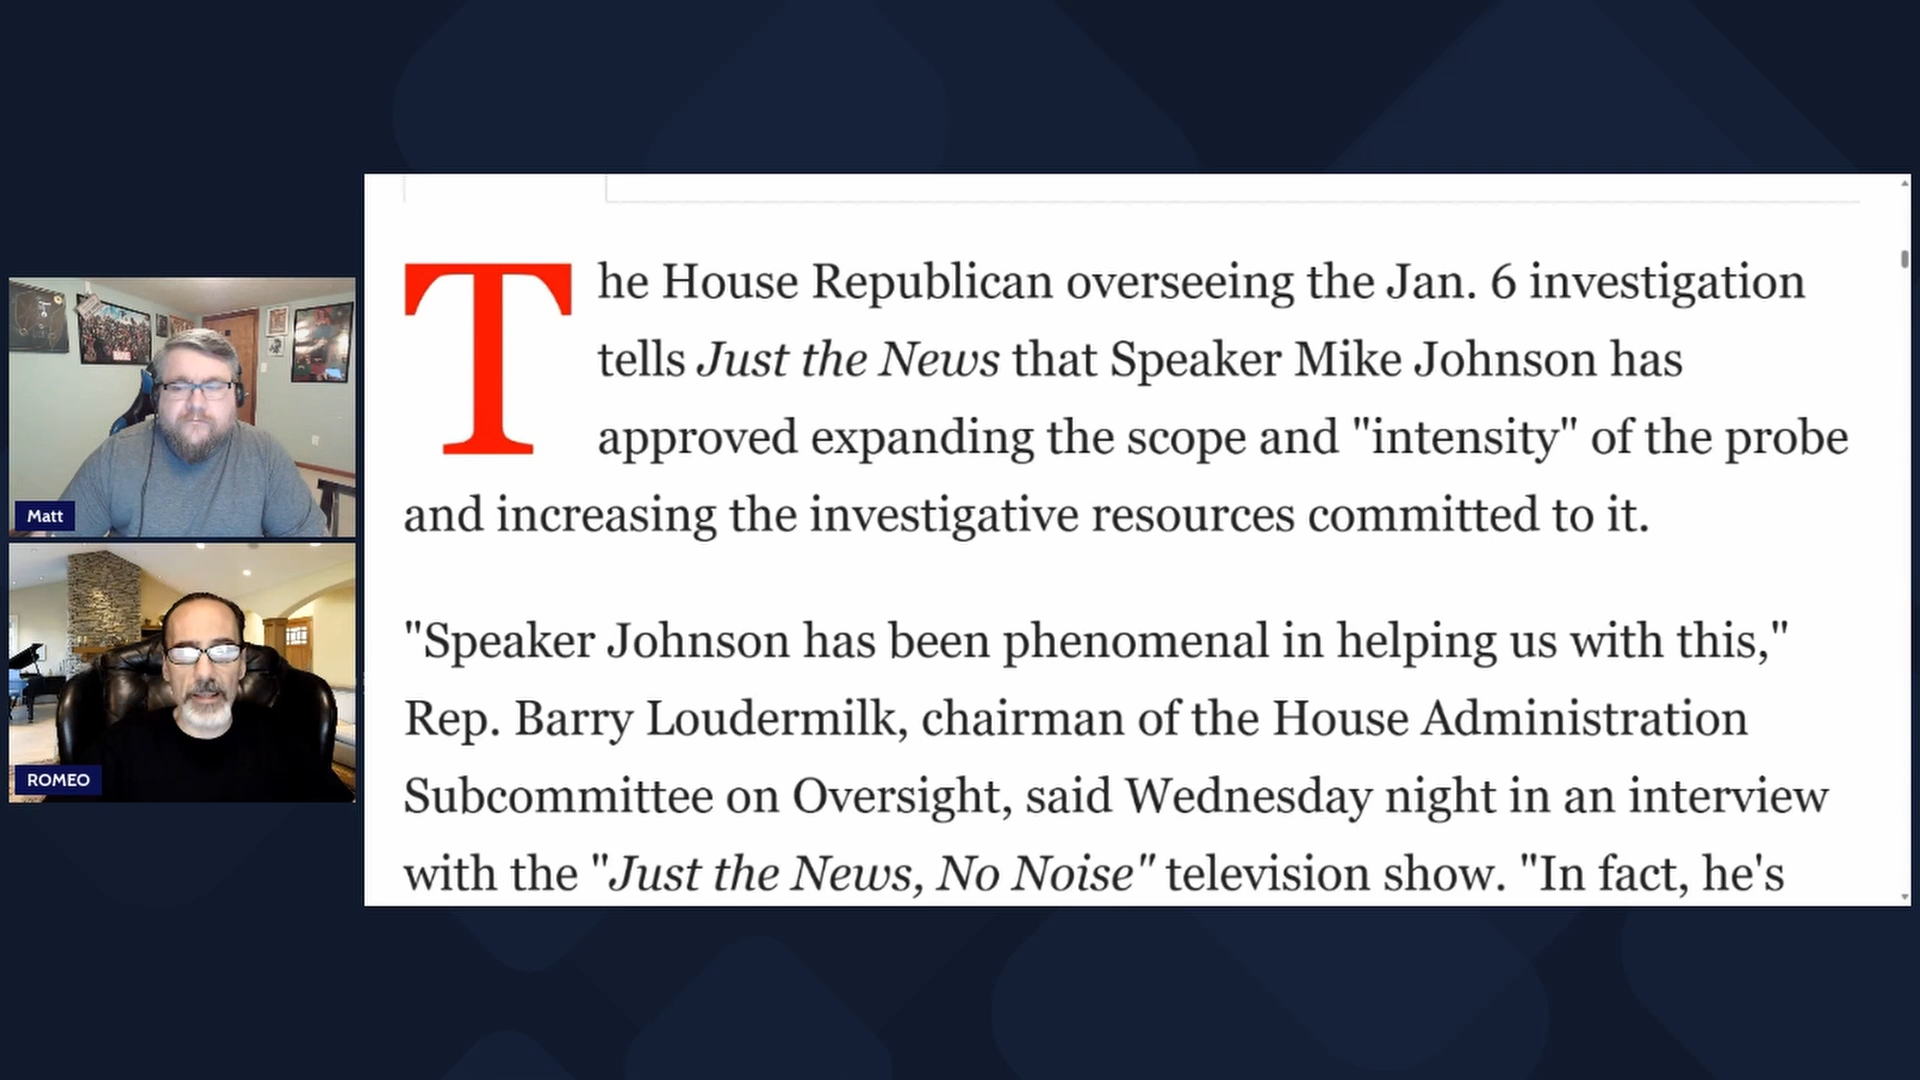 The House Republican overseeing the Jan. 6 investigation
tells Just the News that Speaker Mike Johnson has
approved expanding the scope and "intensity" of the probe
and increasing the investigative resources committed to it.
"Speaker Johnson has been phenomenal in helping us with this,"
Rep. Barry Loudermilk, chairman of the House Administration
Subcommittee on Oversight, said Wednesday night in an interview
with the "Just the News, No Noise" television show. "In fact, he's
Matt
ROMEO